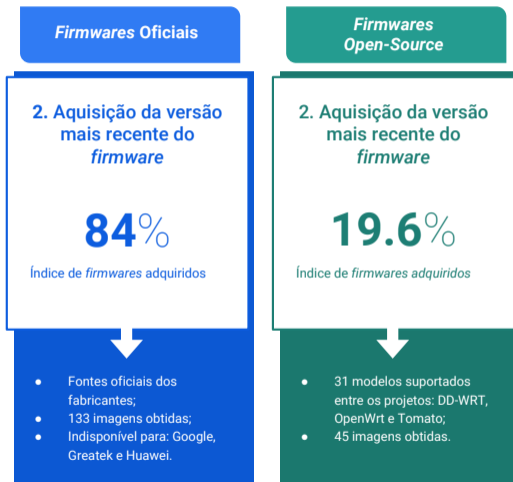 Firmwares Oficiais
2. Aquisição da versão
mais recente do
firmware
84%
Índice de firmwares adquiridos
● Fontes oficiais dos
fabricantes;
● 133 imagens obtidas;
● Indisponível para: Google,
Greatek e Huawei.
Firmwares
Open-Source
2. Aquisição da versão
mais recente do
firmware
19.6%
Índice de firmwares adquiridos
● 31 modelos suportados
entre os projetos: DD-WRT,
OpenWrt e Tomato;
● 45 imagens obtidas.